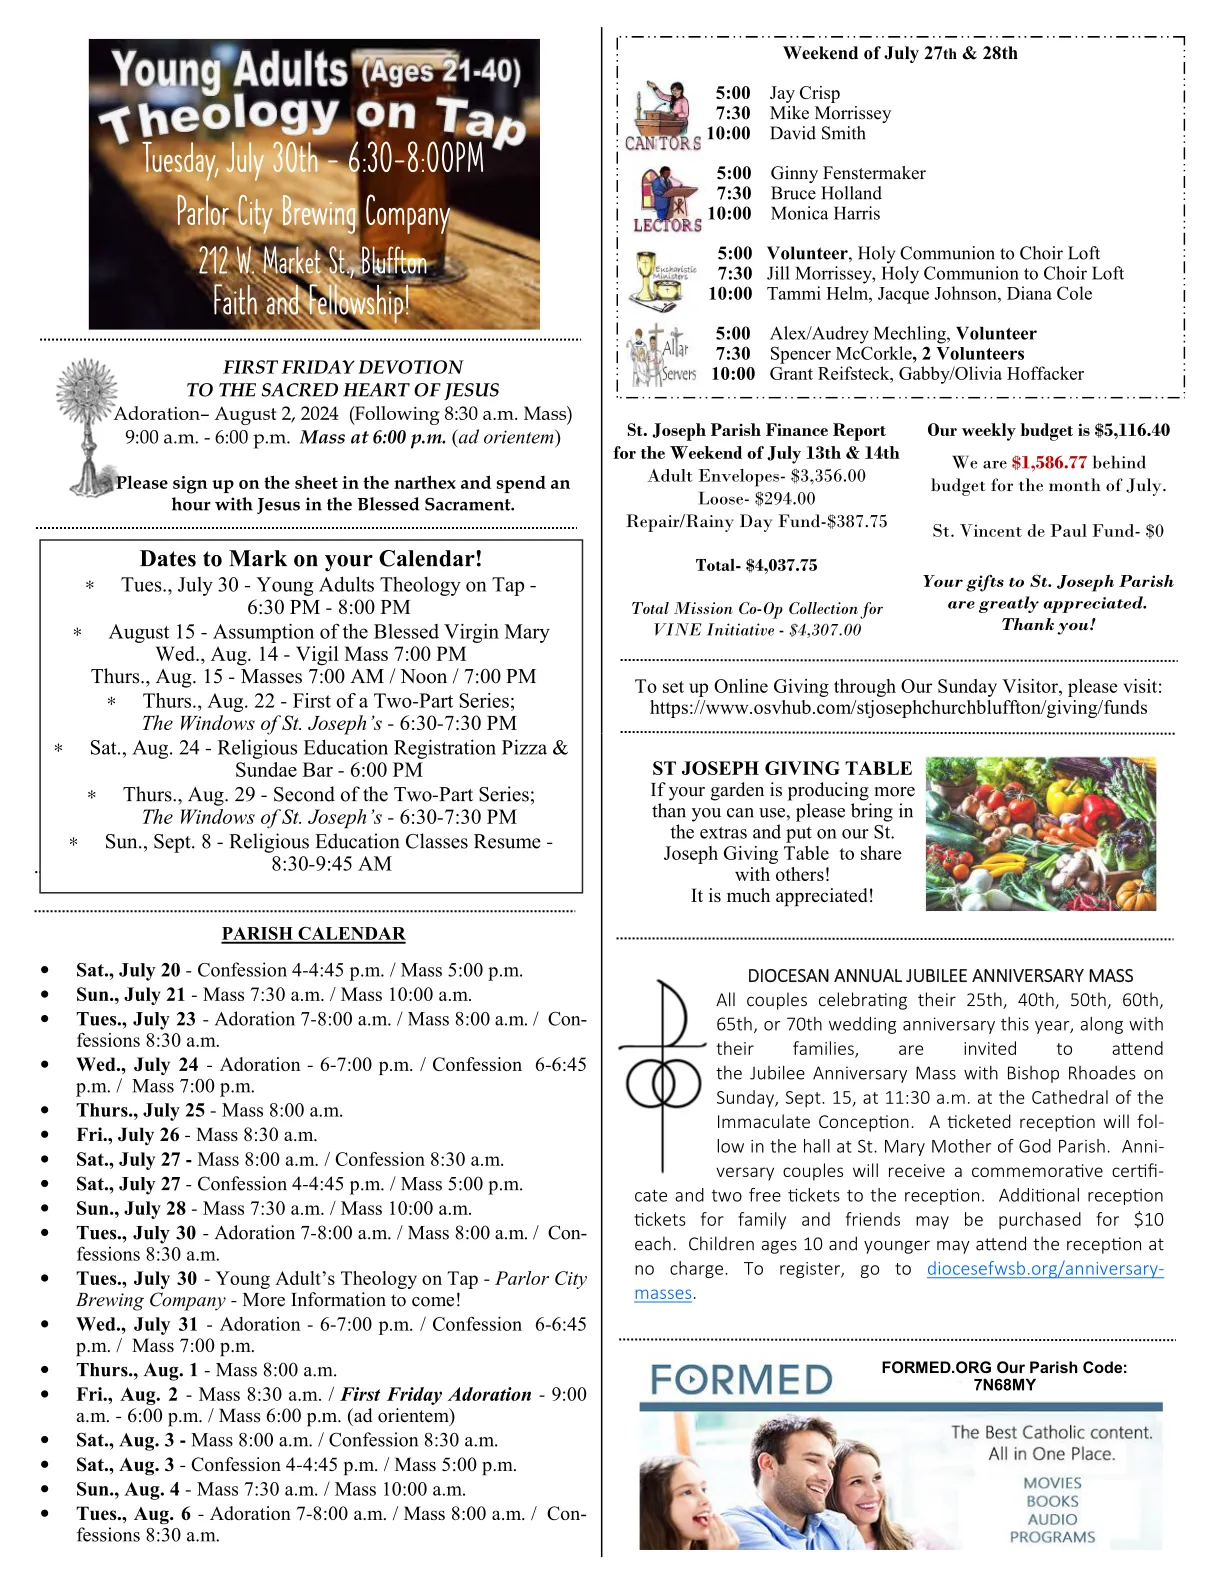 Young Adults (Ages 21-40)
Theology on Tap
Tuesday, July 30th - 6:30-8:00PM
Parlor City Brewing Company
212 W. Market St., Bluffton
Faith and Fellowship!
FIRST FRIDAY DEVOTION
TO THE SACRED HEART OF JESUS
Adoration– August 2, 2024 (Following 8:30 a.m. Mass)
9:00 a.m. - 6:00 p.m. Mass at 6:00 p.m. (ad orientem)
Please sign up on the sheet in the narthex and spend an
hour with Jesus in the Blessed Sacrament.
Dates to Mark on your Calendar!
* Tues., July 30 - Young Adults Theology on Tap -
6:30 PM - 8:00 PM
* August 15 - Assumption of the Blessed Virgin Mary
Wed., Aug. 14 - Vigil Mass 7:00 PM
Thurs., Aug. 15 - Masses 7:00 AM / Noon / 7:00 PM
* Thurs., Aug. 22 - First of a Two-Part Series;
The Windows of St. Joseph's - 6:30-7:30 PM
* Sat., Aug. 24 - Religious Education Registration Pizza &
Sundae Bar - 6:00 PM
* Thurs., Aug. 29 - Second of the Two-Part Series;
The Windows of St. Joseph's - 6:30-7:30 PM
* Sun., Sept. 8 - Religious Education Classes Resume -
8:30-9:45 AM
.
PARISH CALENDAR
• Sat., July 20 - Confession 4-4:45 p.m. / Mass 5:00 p.m.
• Sun., July 21 - Mass 7:30 a.m. / Mass 10:00 a.m.
• Tues., July 23 - Adoration 7-8:00 a.m. / Mass 8:00 a.m. / Con-
fessions 8:30 a.m.
• Wed., July 24 - Adoration - 6-7:00 p.m. / Confession 6-6:45
p.m. / Mass 7:00 p.m.
• Thurs., July 25 - Mass 8:00 a.m.
• Fri., July 26 - Mass 8:30 a.m.
• Sat., July 27 - Mass 8:00 a.m. / Confession 8:30 a.m.
• Sat., July 27 - Confession 4-4:45 p.m. / Mass 5:00 p.m.
• Sun., July 28 - Mass 7:30 a.m. / Mass 10:00 a.m.
• Tues., July 30 - Adoration 7-8:00 a.m. / Mass 8:00 a.m. / Con-
fessions 8:30 a.m.
• Tues., July 30 - Young Adult's Theology on Tap - Parlor City
Brewing Company - More Information to come!
• Wed., July 31 - Adoration - 6-7:00 p.m. / Confession 6-6:45
p.m. / Mass 7:00 p.m.
• Thurs., Aug. 1 - Mass 8:00 a.m.
• Fri., Aug. 2 - Mass 8:30 a.m. / First Friday Adoration - 9:00
a.m. - 6:00 p.m. / Mass 6:00 p.m. (ad orientem)
• Sat., Aug. 3 - Mass 8:00 a.m. / Confession 8:30 a.m.
• Sat., Aug. 3 - Confession 4-4:45 p.m. / Mass 5:00 p.m.
• Sun., Aug. 4 - Mass 7:30 a.m. / Mass 10:00 a.m.
• Tues., Aug. 6 - Adoration 7-8:00 a.m. / Mass 8:00 a.m. / Con-
fessions 8:30 a.m.
Weekend of July 27th & 28th
CANTORS
5:00 Jay Crisp
7:30 Mike Morrissey
10:00 David Smith
LECTORS
5:00 Ginny Fenstermaker
7:30 Bruce Holland
10:00 Monica Harris
Eucharistic
Ministers
5:00 Volunteer, Holy Communion to Choir Loft
7:30 Jill Morrissey, Holy Communion to Choir Loft
10:00 Tammi Helm, Jacque Johnson, Diana Cole
Altar
Servers
5:00 Alex/Audrey Mechling, Volunteer
7:30 Spencer McCorkle, 2 Volunteers
10:00 Grant Reifsteck, Gabby/Olivia Hoffacker
St. Joseph Parish Finance Report
for the Weekend of July 13th & 14th
Adult Envelopes- $3,356.00
Loose- $294.00
Repair/Rainy Day Fund-$387.75
Total- $4,037.75
Total Mission Co-Op Collection for
VINE Initiative - $4,307.00
Our weekly budget is $5,116.40
We are $1,586.77 behind
budget for the month of July.
St. Vincent de Paul Fund- $0
Your gifts to St. Joseph Parish
are greatly appreciated.
Thank you!
To set up Online Giving through Our Sunday Visitor, please visit:
https://www.osvhub.com/stjosephchurchbluffton/giving/funds
ST JOSEPH GIVING TABLE
If your garden is producing more
than you can use, please bring in
the extras and put on our St.
Joseph Giving Table to share
with others!
It is much appreciated!
DIOCESAN ANNUAL JUBILEE ANNIVERSARY MASS
All couples celebrating their 25th, 40th, 50th, 60th,
65th, or 70th wedding anniversary this year, along with
their families, are invited to attend
the Jubilee Anniversary Mass with Bishop Rhoades on
Sunday, Sept. 15, at 11:30 a.m. at the Cathedral of the
Immaculate Conception. A ticketed reception will fol-
low in the hall at St. Mary Mother of God Parish. Anni-
versary couples will receive a commemorative certifi-
cate and two free tickets to the reception. Additional reception
tickets for family and friends may be purchased for $10
each. Children ages 10 and younger may attend the reception at
no charge. To register, go to diocesefwsb.org/anniversary-
masses.
FORMED
FORMED.ORG Our Parish Code:
7N68MY
The Best Catholic content.
All in One Place.
MOVIES
BOOKS
AUDIO
PROGRAMS